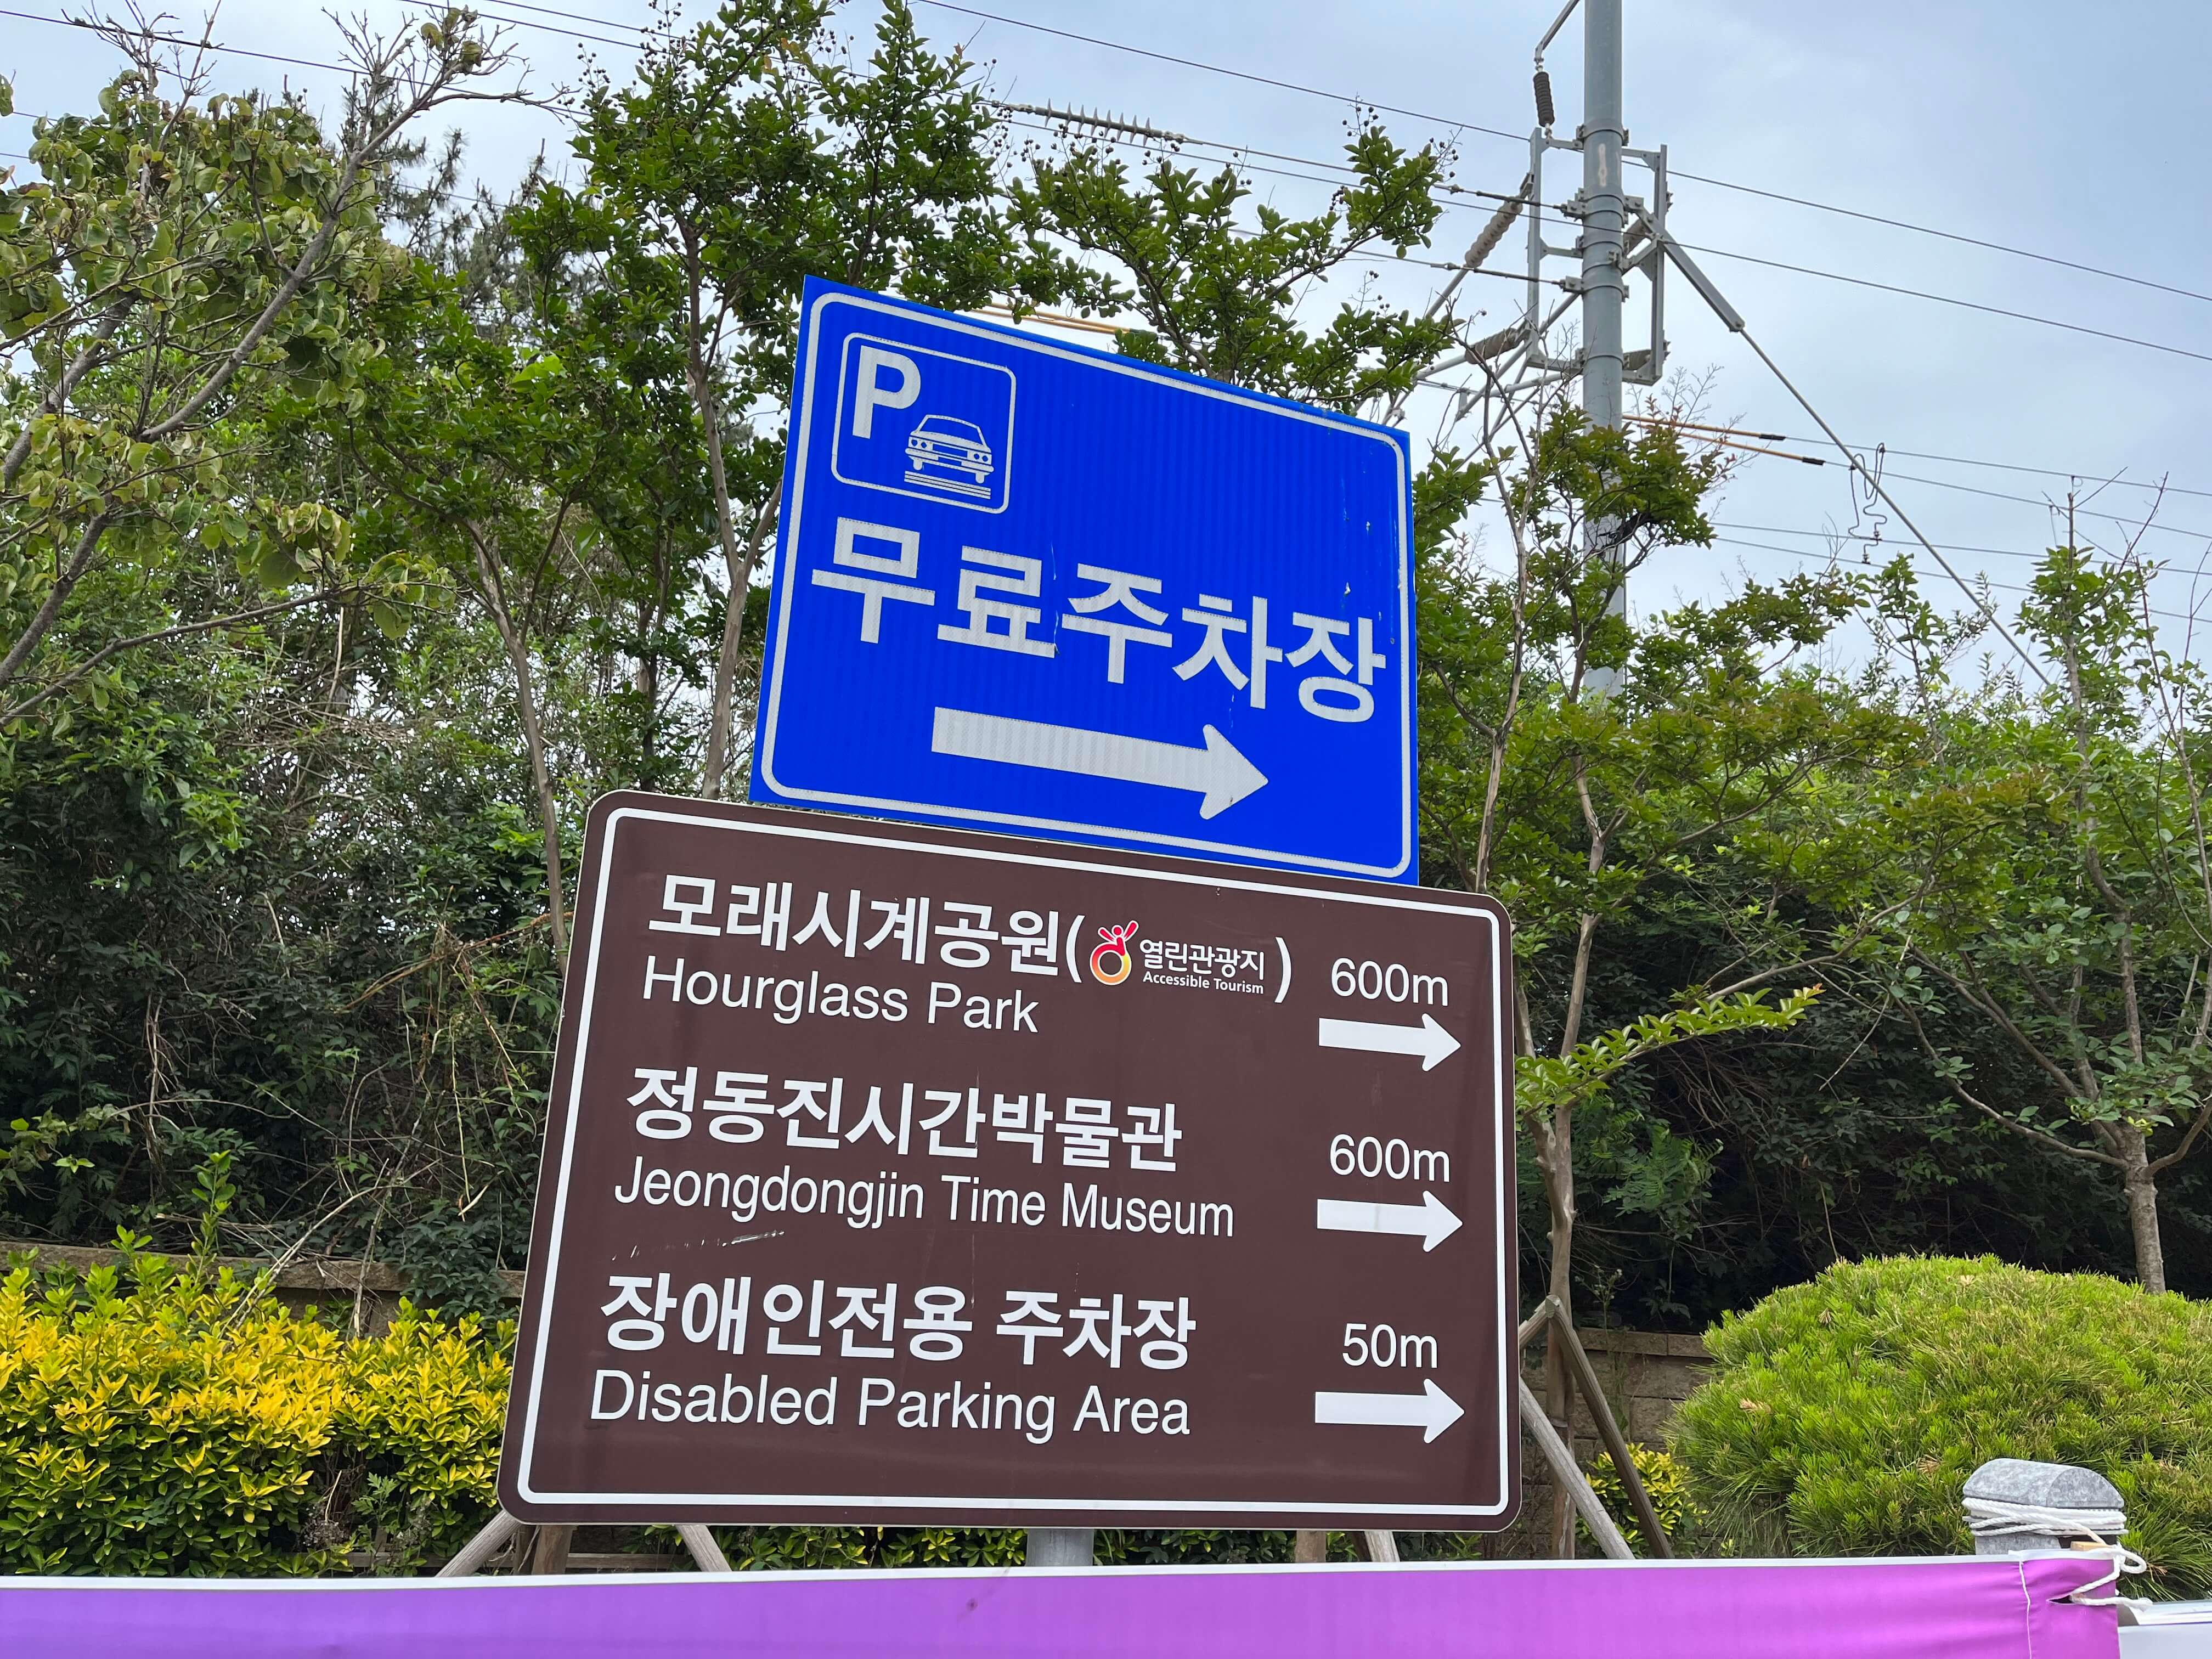 P
무료주차장
모래시계공원(열린관광지) 600m
Accessible Tourism
Hourglass Park
정동진시간박물관 600m
Jeongdongjin Time Museum
장애인전용 주차장 50m
Disabled Parking Area